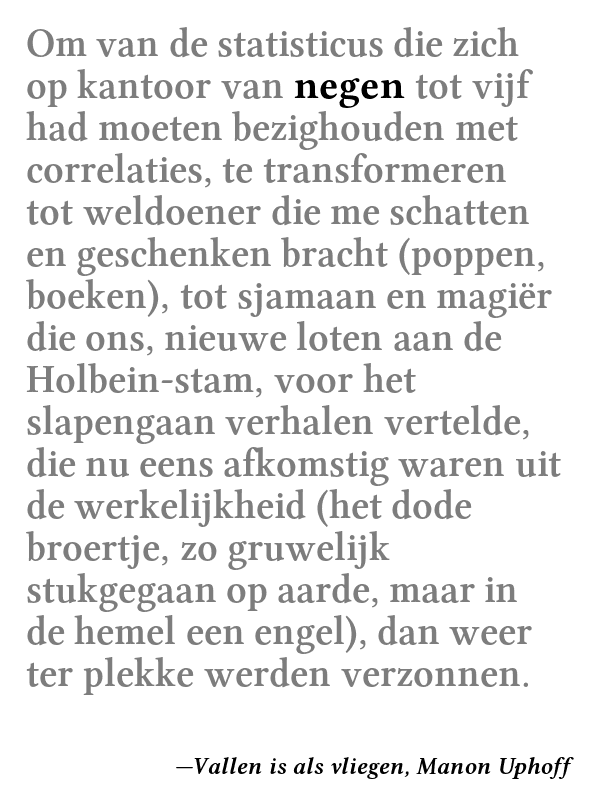 Om van de statisticus die zich
op kantoor van negen tot vijf
had moeten bezighouden met
correlaties, te transformeren
tot weldoener die me schatten
en geschenken bracht (poppen,
boeken), tot sjamaan en magiër
die ons, nieuwe loten aan de
Holbein-stam, voor het
slapengaan verhalen vertelde,
die nu eens afkomstig waren uit
de werkelijkheid (het dode
broertje, zo gruwelijk
stukgegaan op aarde, maar in
de hemel een engel), dan weer
ter plekke werden verzonnen.
—Vallen is als vliegen, Manon Uphoff